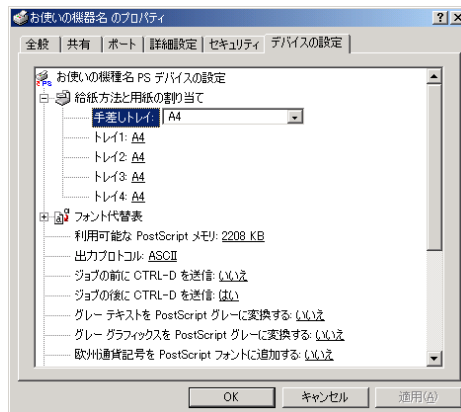 お使いの機器名 のプロパティ
全般 共有 ポート 詳細設定 セキュリティ デバイスの設定
お使いの機種名 PS デバイスの設定
給紙方法と用紙の割り当て
手差しトレイ: A4
トレイ1: A4
トレイ2: A4
トレイ3: A4
トレイ4: A4
フォント代替表
利用可能な PostScript メモリ: 2208 KB
出力プロトコル: ASCII
ジョブの前に CTRL-D を送信: いいえ
ジョブの後に CTRL-D を送信: はい
グレー テキストを PostScript グレーに変換する: いいえ
グレー グラフィックスを PostScript グレーに変換する: いいえ
欧州通貨記号を PostScript フォントに追加する: いいえ
OK キャンセル 適用(A)